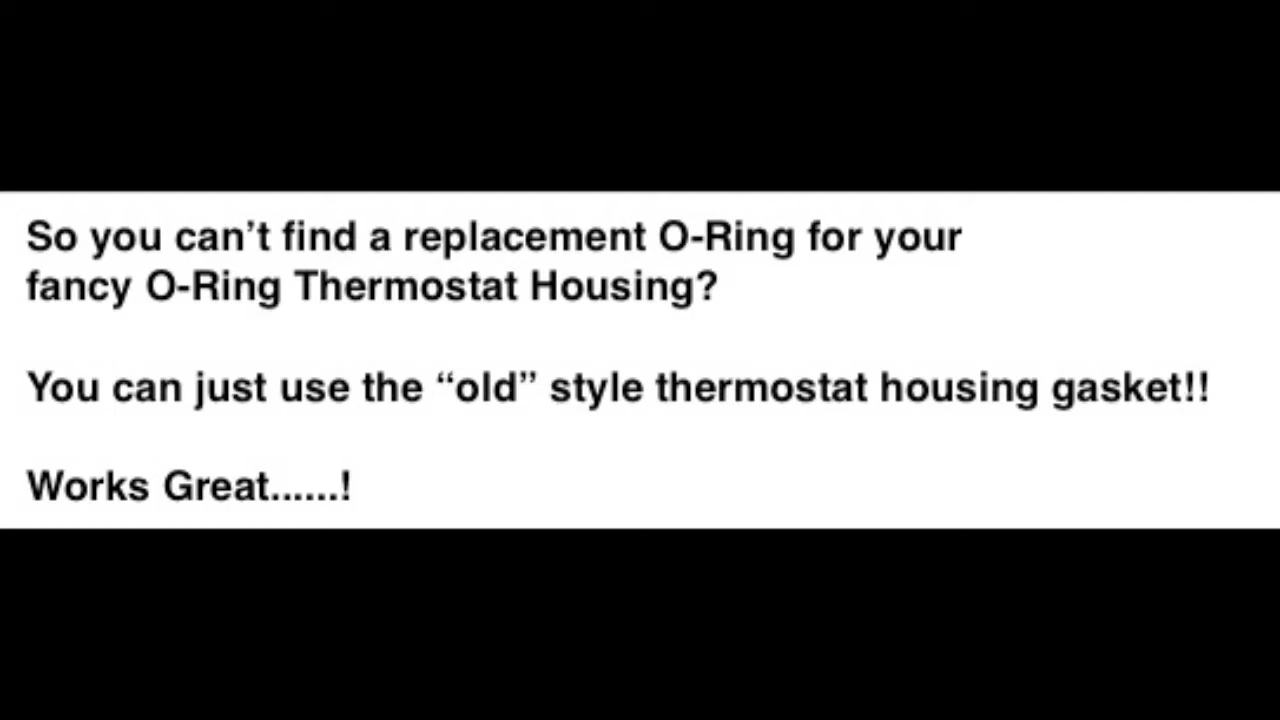 So you can’t find a replacement O-Ring for your
fancy O-Ring Thermostat Housing?
You can just use the “old” style thermostat housing gasket!!
Works Great......!